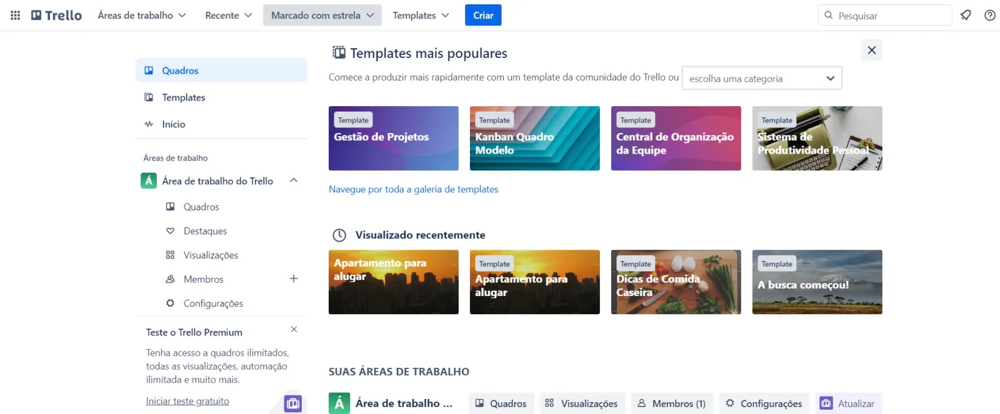 Trello
Áreas de trabalho
Recente
Marcado com estrela
Templates
Criar
Pesquisar
Quadros
Templates
Início
Áreas de trabalho
Á Área de trabalho do Trello
Quadros
Destaques
Visualizações
Membros
Configurações
Teste o Trello Premium
Tenha acesso a quadros ilimitados,
todas as visualizações, automação
ilimitada e muito mais.
Iniciar teste gratuito
Templates mais populares
Comece a produzir mais rapidamente com um template da comunidade do Trello ou escolha uma categoria
Template
Gestão de Projetos
Template
Kanban Quadro
Modelo
Template
Central de Organização
da Equipe
Template
Sistema de
Produtividade Pessoal
Navegue por toda a galeria de templates
Visualizado recentemente
Apartamento para
alugar
Template
Apartamento para
alugar
Template
Dicas de Comida
Caseira
Template
A busca começou!
SUAS ÁREAS DE TRABALHO
Á Área de trabalho ...
Quadros
Visualizações
Membros (1)
Configurações
Atualizar